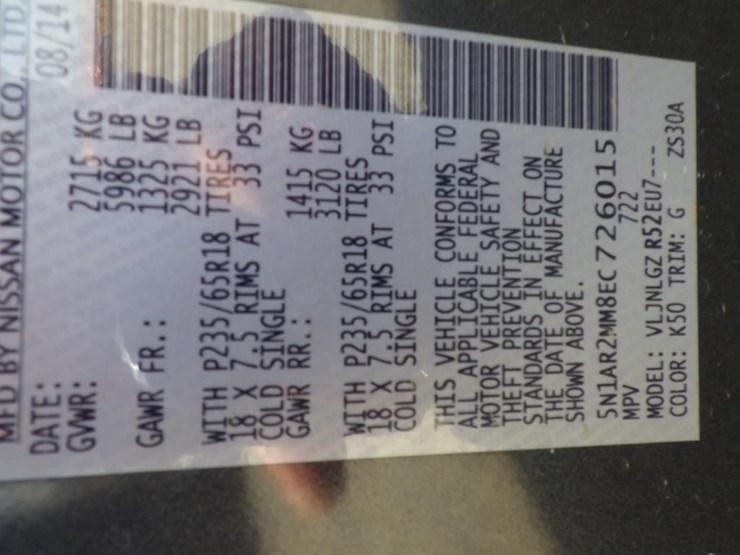 MFD BY NISSAN MOTOR CO., LTD.
DATE: 08/14
GVWR: 2715 KG
5986 LB
GAWR FR.: 1325 KG
2921 LB
WITH P235/65R18 TIRES
18 X 7.5 RIMS AT 33 PSI
COLD SINGLE
GAWR RR.: 1415 KG
3120 LB
WITH P235/65R18 TIRES
18 X 7.5 RIMS AT 33 PSI
COLD SINGLE
THIS VEHICLE CONFORMS TO
ALL APPLICABLE FEDERAL
MOTOR VEHICLE SAFETY AND
THEFT PREVENTION
STANDARDS IN EFFECT ON
THE DATE OF MANUFACTURE
SHOWN ABOVE.
5N1AR2MM8EC726015
MPV 722
MODEL: VLJNLGZ R52EU7---
COLOR: K50 TRIM: G ZS30A